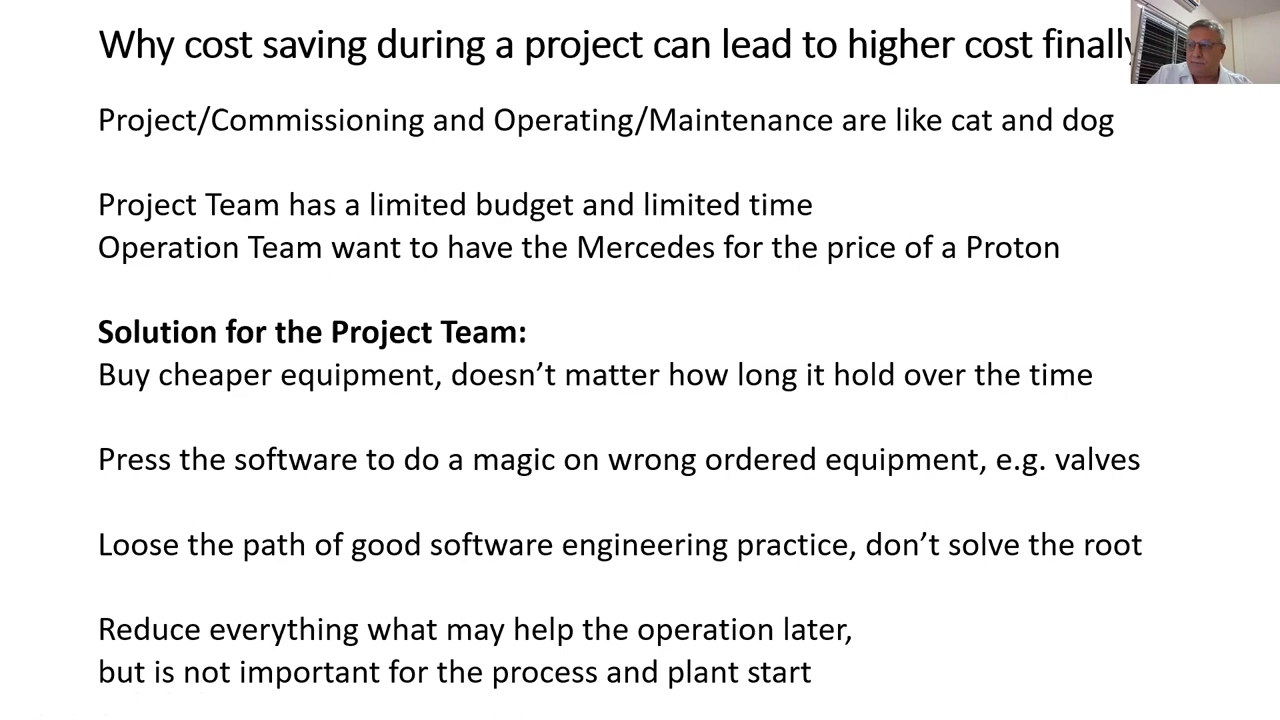 Why cost saving during a project can lead to higher cost finally
Project/Commissioning and Operating/Maintenance are like cat and dog
Project Team has a limited budget and limited time
Operation Team want to have the Mercedes for the price of a Proton
Solution for the Project Team:
Buy cheaper equipment, doesn’t matter how long it hold over the time
Press the software to do a magic on wrong ordered equipment, e.g. valves
Loose the path of good software engineering practice, don’t solve the root
Reduce everything what may help the operation later,
but is not important for the process and plant start